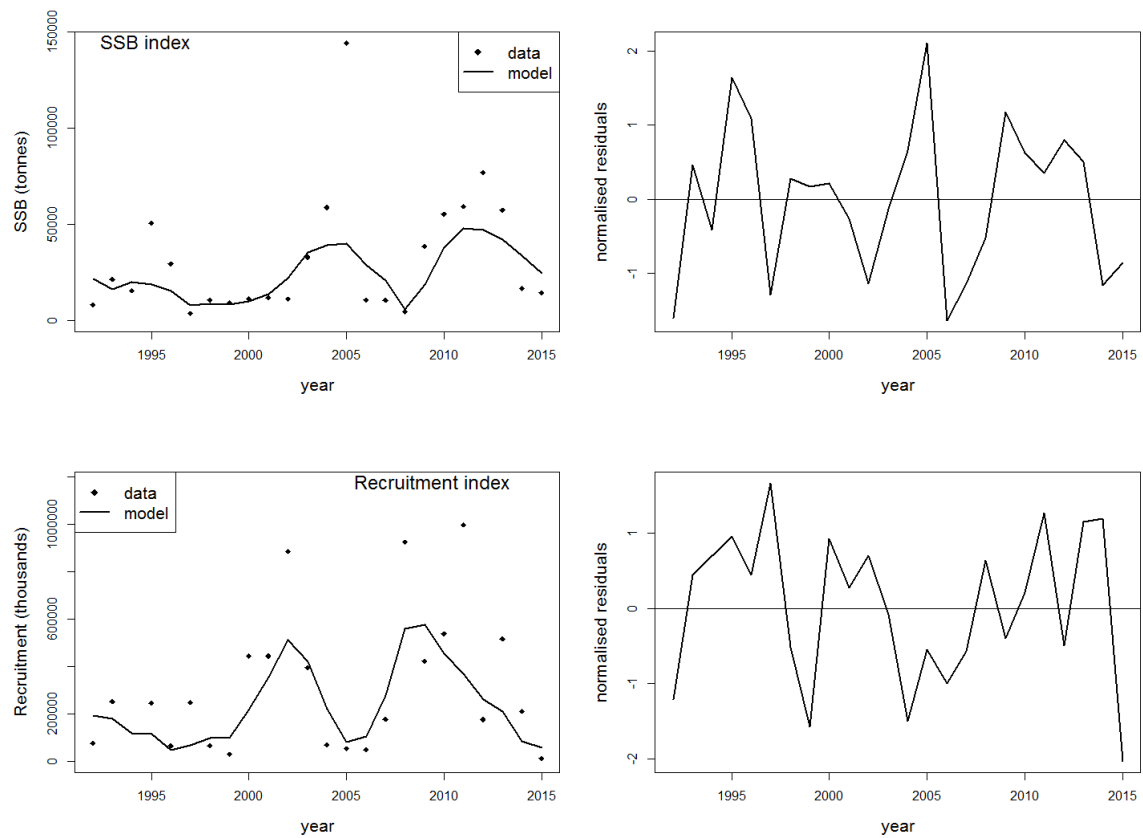 SSB index
data
model
SSB (tonnes)
150000
100000
50000
0
1995
2000
2005
2010
2015
year
normalised residuals
2
1
0
-1
1995
2000
2005
2010
2015
year
Recruitment index
data
model
Recruitment (thousands)
1000000
600000
200000
0
1995
2000
2005
2010
2015
year
normalised residuals
1
0
-1
-2
1995
2000
2005
2010
2015
year